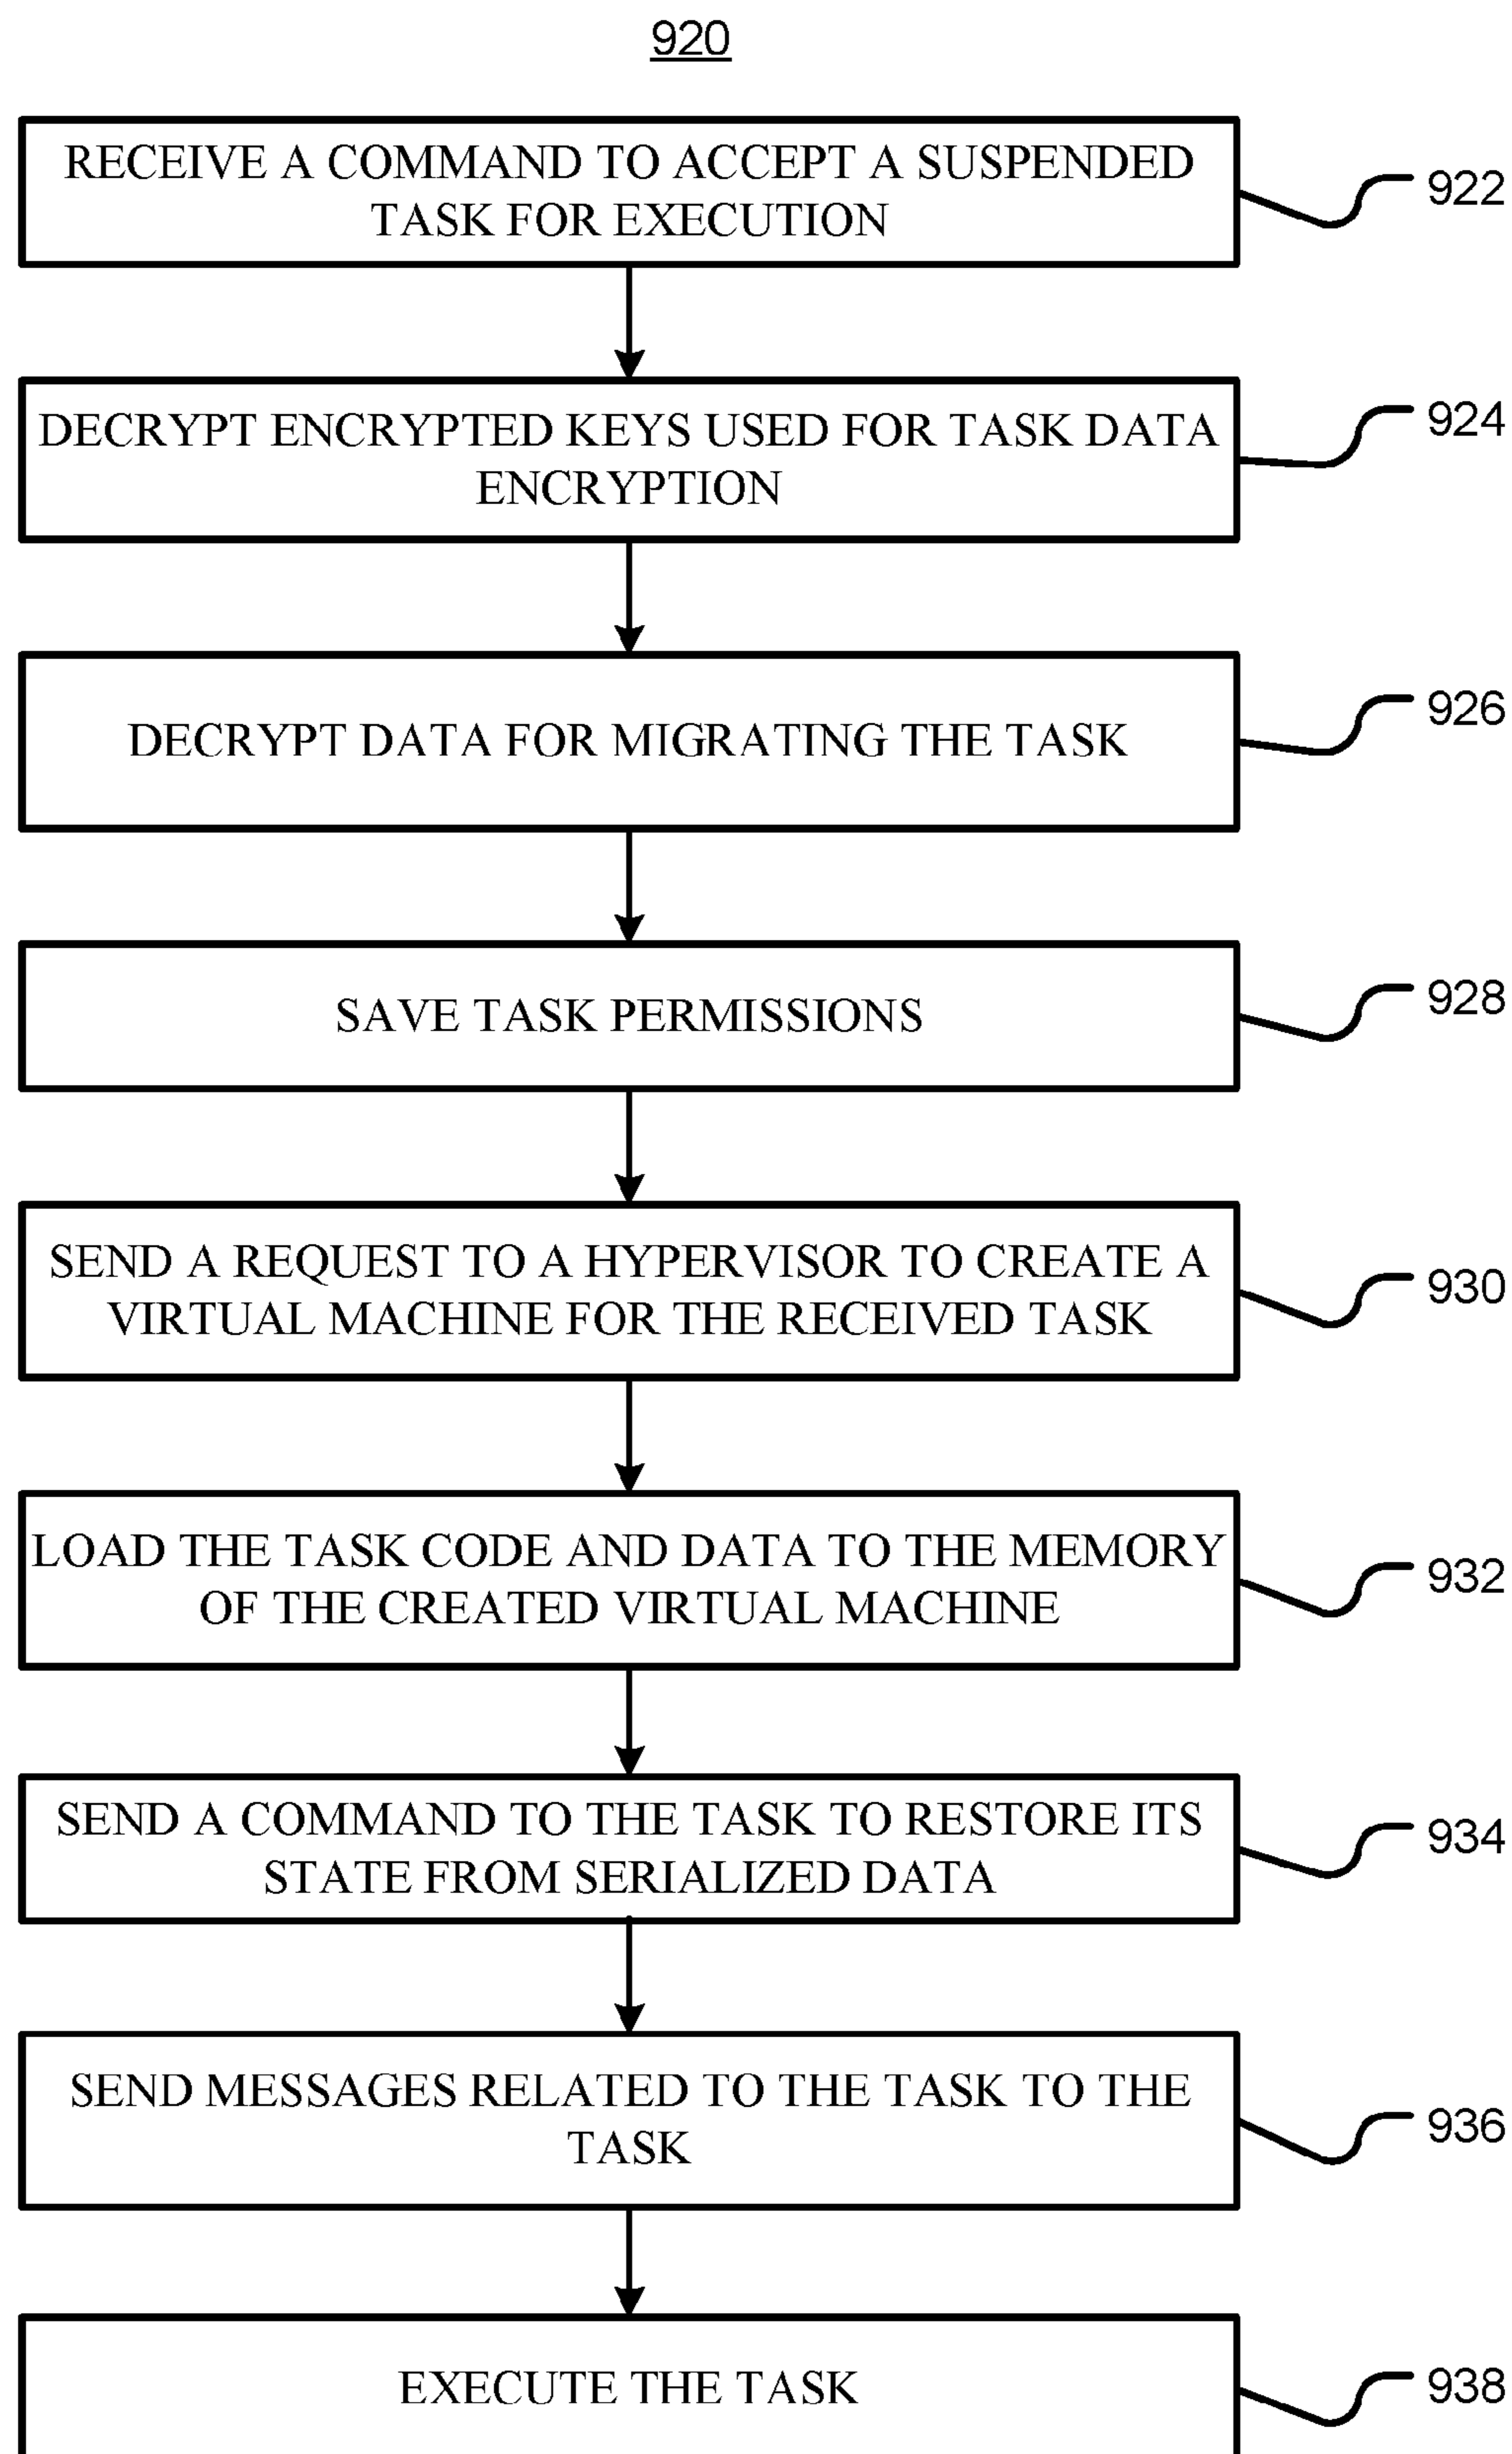 920
RECEIVE A COMMAND TO ACCEPT A SUSPENDED
TASK FOR EXECUTION
922
DECRYPT ENCRYPTED KEYS USED FOR TASK DATA
ENCRYPTION
924
DECRYPT DATA FOR MIGRATING THE TASK
926
SAVE TASK PERMISSIONS
928
SEND A REQUEST TO A HYPERVISOR TO CREATE A
VIRTUAL MACHINE FOR THE RECEIVED TASK
930
LOAD THE TASK CODE AND DATA TO THE MEMORY
OF THE CREATED VIRTUAL MACHINE
932
SEND A COMMAND TO THE TASK TO RESTORE ITS
STATE FROM SERIALIZED DATA
934
SEND MESSAGES RELATED TO THE TASK TO THE
TASK
936
EXECUTE THE TASK
938